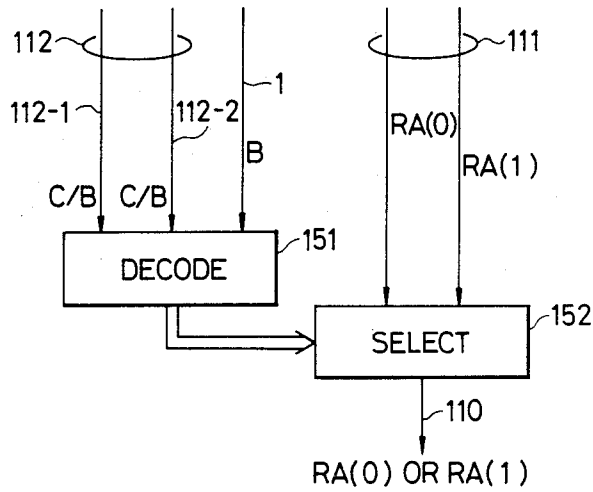 112
111
112-1
112-2
1
RA(0)
B
RA(1)
C/B
C/B
151
DECODE
152
SELECT
110
RA(0) OR RA(1)